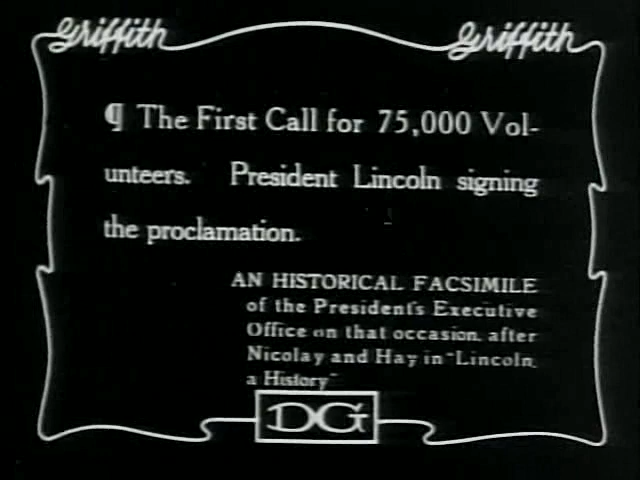 Griffith Griffith
¶ The First Call for 75,000 Vol-
unteers. President Lincoln signing
the proclamation.
AN HISTORICAL FACSIMILE
of the President's Executive
Office on that occasion, after
Nicolay and Hay in "Lincoln,
a History"
DG